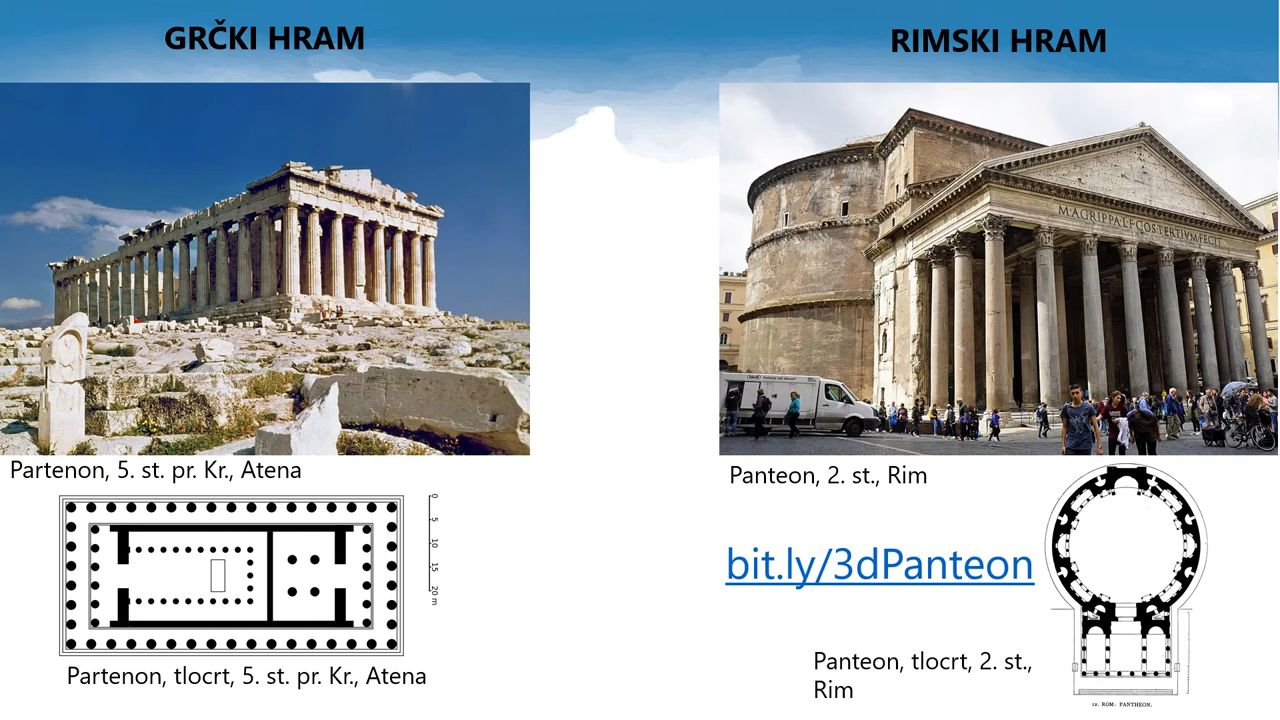 GRČKI HRAM
RIMSKI HRAM
M·AGRIPPA·L·F·COS·TERTIVM·FECIT
Partenon, 5. st. pr. Kr., Atena
Panteon, 2. st., Rim
0
5
10
15
20 m
bit.ly/3dPanteon
Partenon, tlocrt, 5. st. pr. Kr., Atena
Panteon, tlocrt, 2. st.,
Rim
12. ROM: PANTHEON.